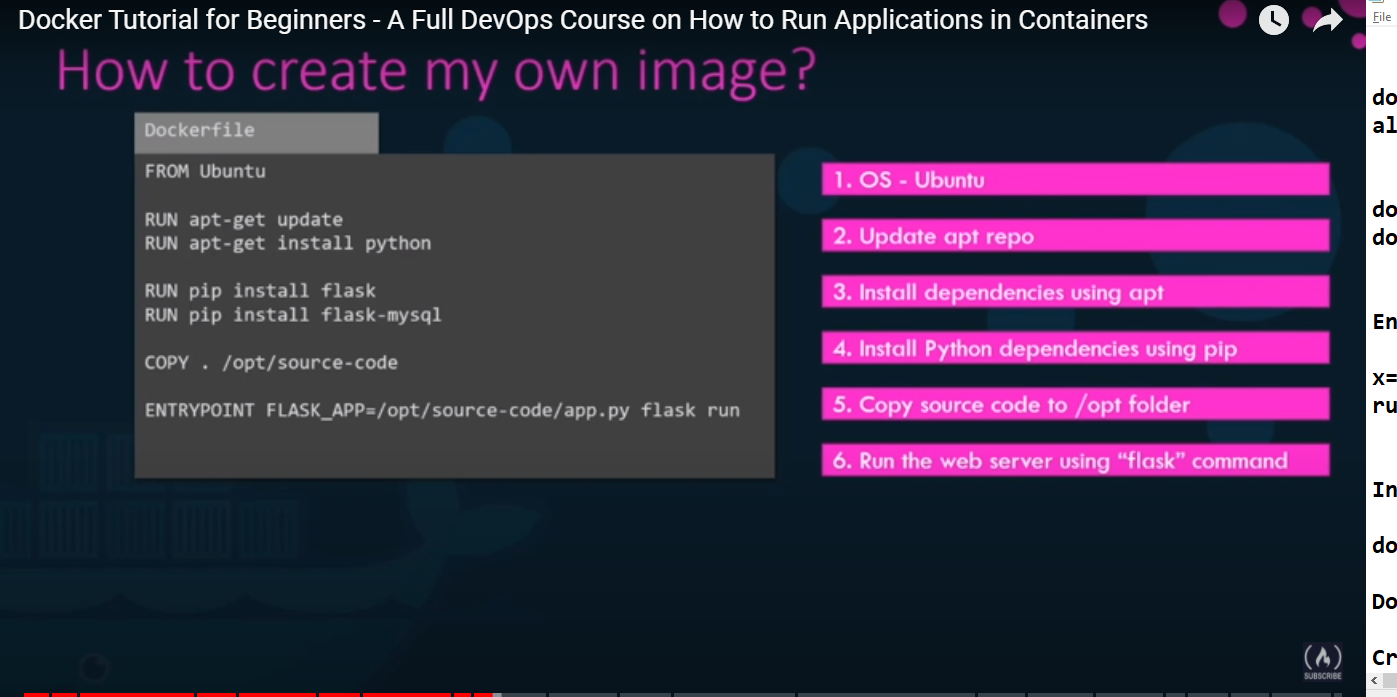 Docker Tutorial for Beginners - A Full DevOps Course on How to Run Applications in Containers
File
How to create my own image?
Dockerfile
FROM Ubuntu
RUN apt-get update
RUN apt-get install python
RUN pip install flask
RUN pip install flask-mysql
COPY . /opt/source-code
ENTRYPOINT FLASK_APP=/opt/source-code/app.py flask run
1. OS - Ubuntu
2. Update apt repo
3. Install dependencies using apt
4. Install Python dependencies using pip
5. Copy source code to /opt folder
6. Run the web server using “flask” command
SUBSCRIBE
do
al
do
do
En
x=
ru
In
do
Do
Cr